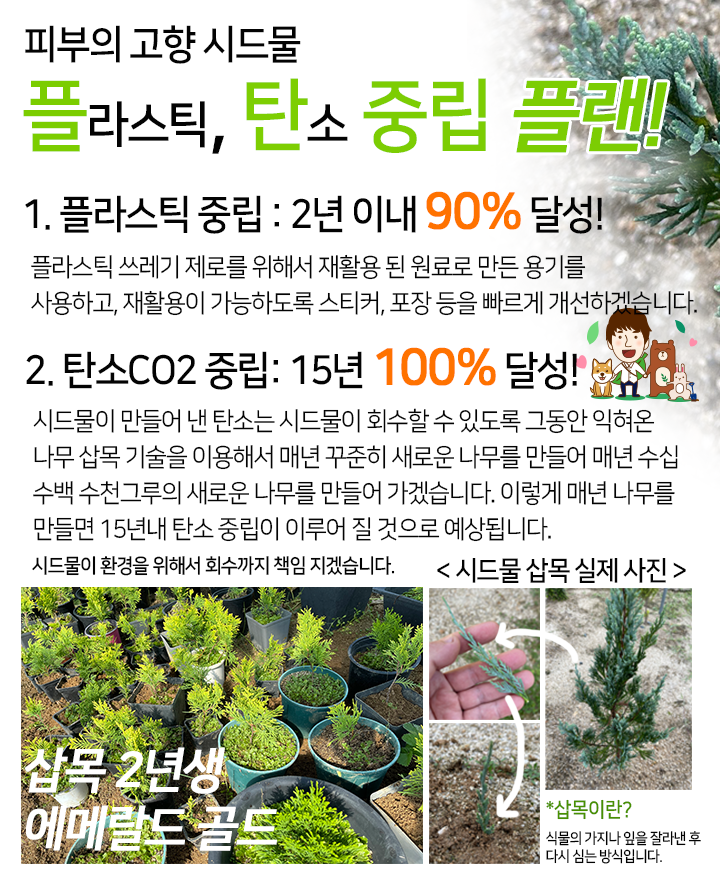 피부의 고향 시드물
플라스틱, 탄소 중립 플랜!
1. 플라스틱 중립 : 2년 이내 90% 달성!
플라스틱 쓰레기 제로를 위해서 재활용 된 원료로 만든 용기를
사용하고, 재활용이 가능하도록 스티커, 포장 등을 빠르게 개선하겠습니다.
2. 탄소CO2 중립: 15년 100% 달성!
시드물이 만들어 낸 탄소는 시드물이 회수할 수 있도록 그동안 익혀온
나무 삽목 기술을 이용해서 매년 꾸준히 새로운 나무를 만들어 매년 수십
수백 수천그루의 새로운 나무를 만들어 가겠습니다. 이렇게 매년 나무를
만들면 15년내 탄소 중립이 이루어 질 것으로 예상됩니다.
시드물이 환경을 위해서 회수까지 책임 지겠습니다.
< 시드물 삽목 실제 사진 >
삽목 2년생
에메랄드 골드
*삽목이란?
식물의 가지나 잎을 잘라낸 후
다시 심는 방식입니다.